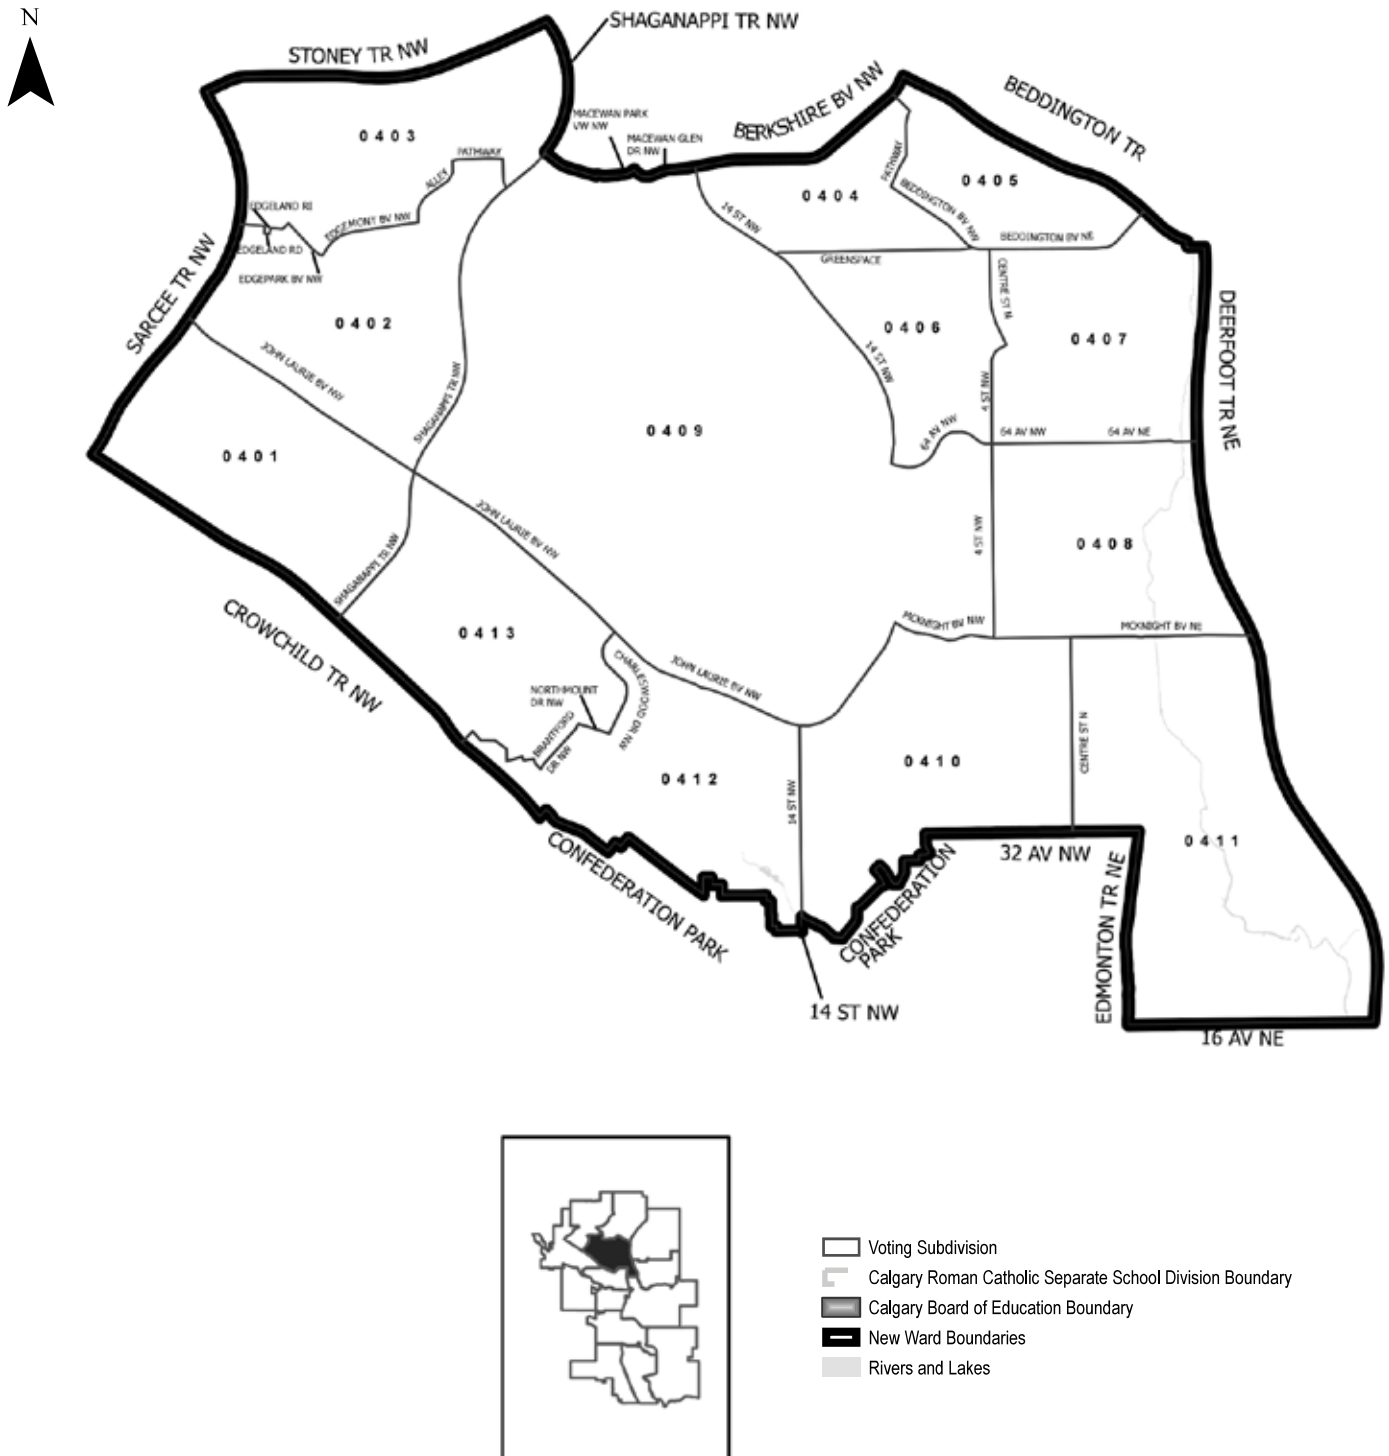 N
SHAGANAPPI TR NW
STONEY TR NW
BERKSHIRE BV NW
BEDDINGTON TR
MACEWAN PARK
VW NW
MACEWAN GLEN
DR NW
0403
PATHWAY
ALLEY
PATHWAY
0405
0404
BEDDINGTON BV NW
EDGELAND RI
14 ST NW
EDGEMONT BV NW
BEDDINGTON BV NE
EDGELAND RD
GREENSPACE
EDGEPARK BV NW
CENTRE ST N
SARCEE TR NW
0402
0406
0407
DEERFOOT TR NE
JOHN LAURIE BV NW
14 ST NW
SHAGANAPPI TR NW
4 ST NW
0409
64 AV NW
64 AV NW
64 AV NE
0401
JOHN LAURIE BV NW
4 ST NW
0408
SHAGANAPPI TR NW
CROWCHILD TR NW
0413
MCKNIGHT BV NW
MCKNIGHT BV NE
CHARLESWOOD DR NW
JOHN LAURIE BV NW
NORTHMOUNT
DR NW
BRANTFORD
DR NW
CENTRE ST N
0410
0412
14 ST NW
0411
CONFEDERATION PARK
32 AV NW
CONFEDERATION
PARK
EDMONTON TR NE
14 ST NW
16 AV NE
Voting Subdivision
Calgary Roman Catholic Separate School Division Boundary
Calgary Board of Education Boundary
New Ward Boundaries
Rivers and Lakes